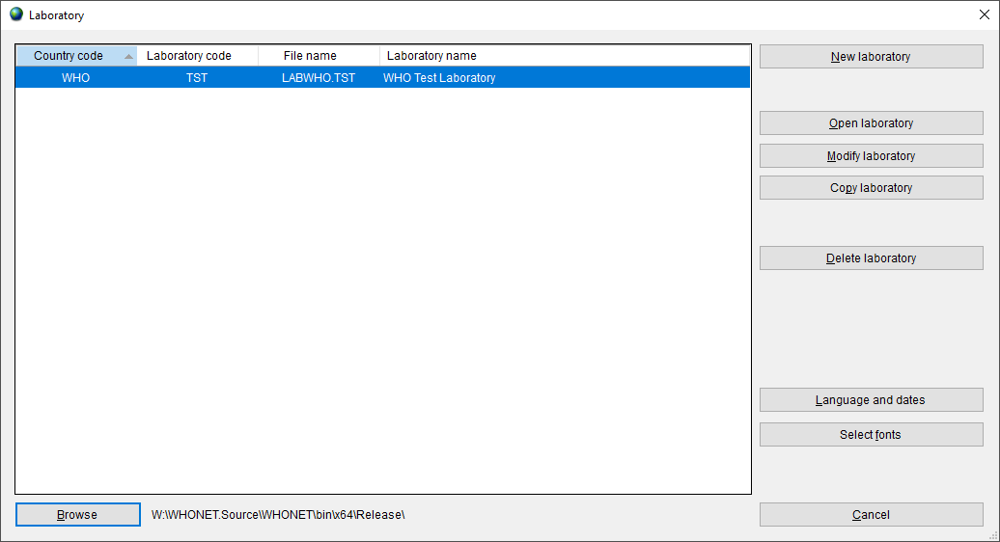 Laboratory
Country code Laboratory code File name Laboratory name
WHO TST LABWHO.TST WHO Test Laboratory
New laboratory
Open laboratory
Modify laboratory
Copy laboratory
Delete laboratory
Language and dates
Select fonts
Browse W:\WHONET.Source\WHONET\bin\x64\Release\
Cancel